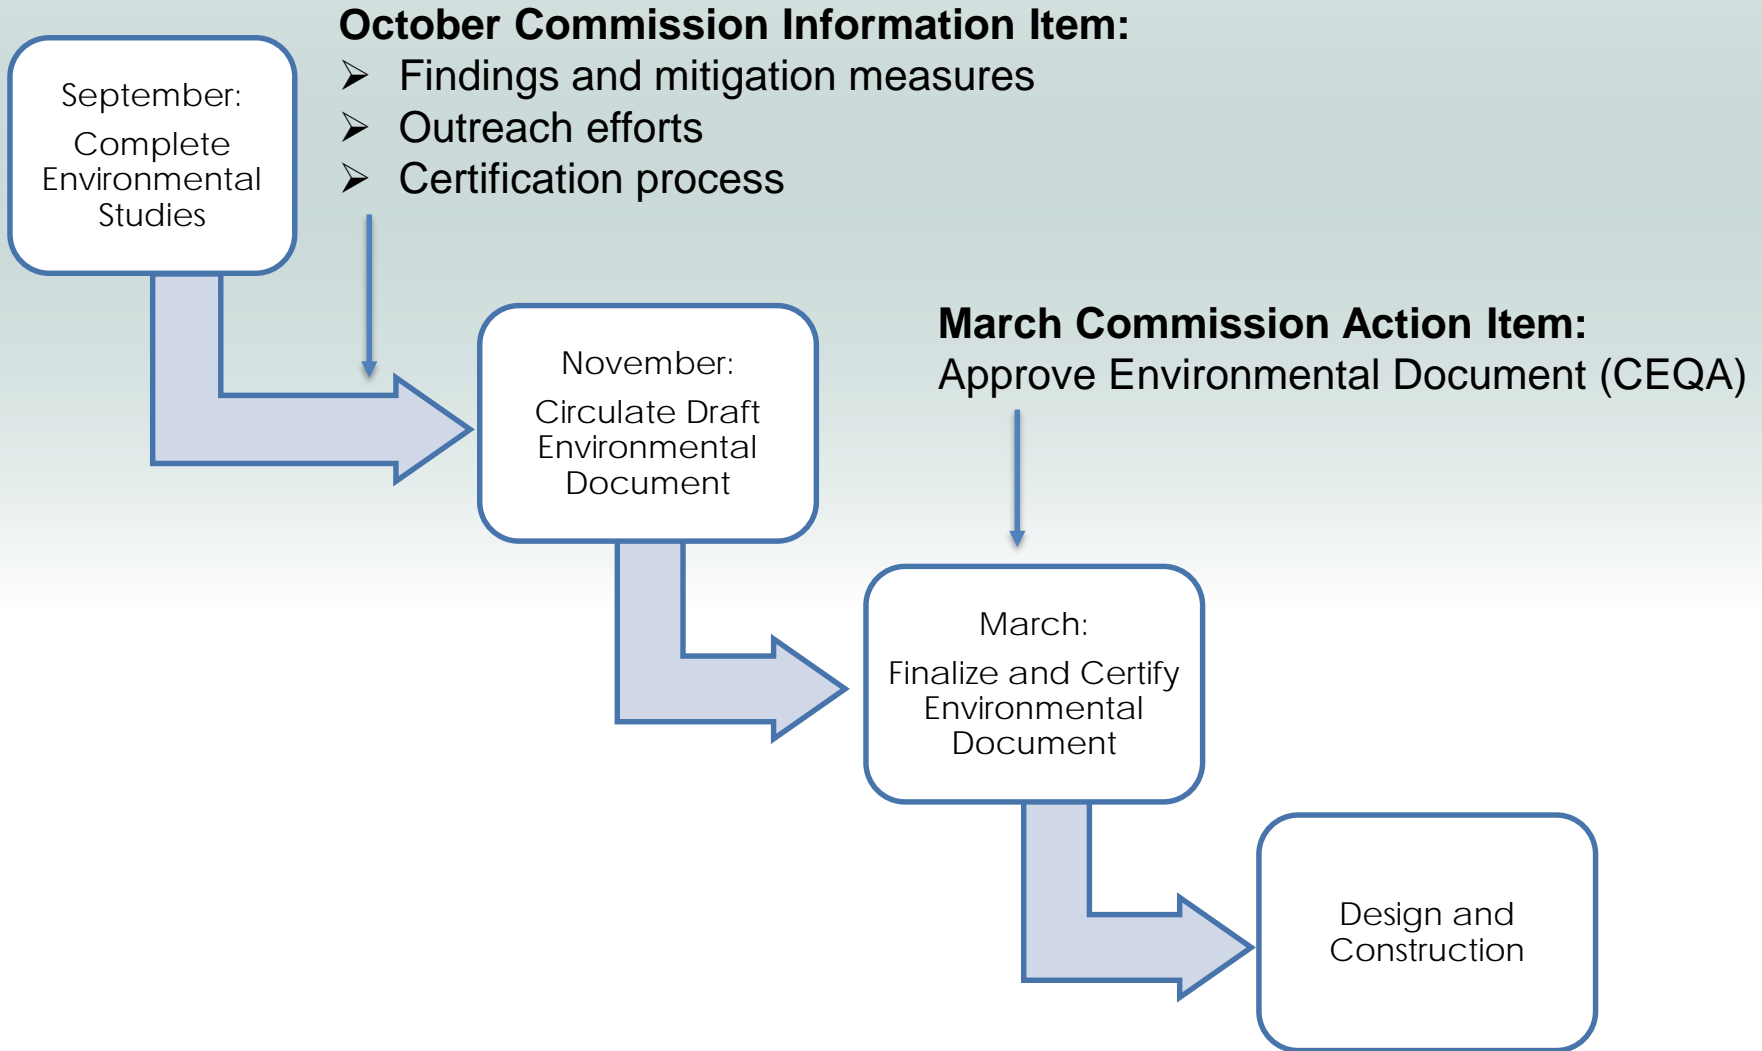 October Commission Information Item:
➢ Findings and mitigation measures
➢ Outreach efforts
➢ Certification process
September:
Complete
Environmental
Studies
November:
Circulate Draft
Environmental
Document
March Commission Action Item:
Approve Environmental Document (CEQA)
March:
Finalize and Certify
Environmental
Document
Design and
Construction